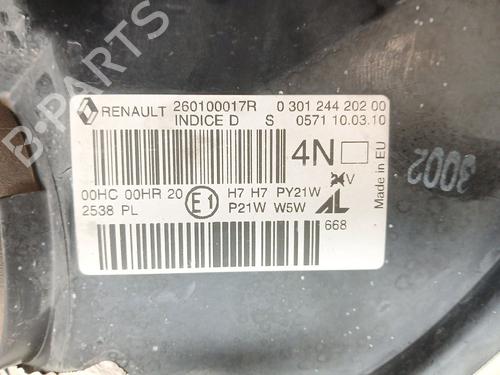 RENAULT 260100017R 0 301 244 202 00
INDICE D S 0571 10.03.10
4N
V
Made in EU
00HC 00HR 20 E1 H7 H7 PY21W
2538 PL P21W W5W AL
668
3002
B-PARTS